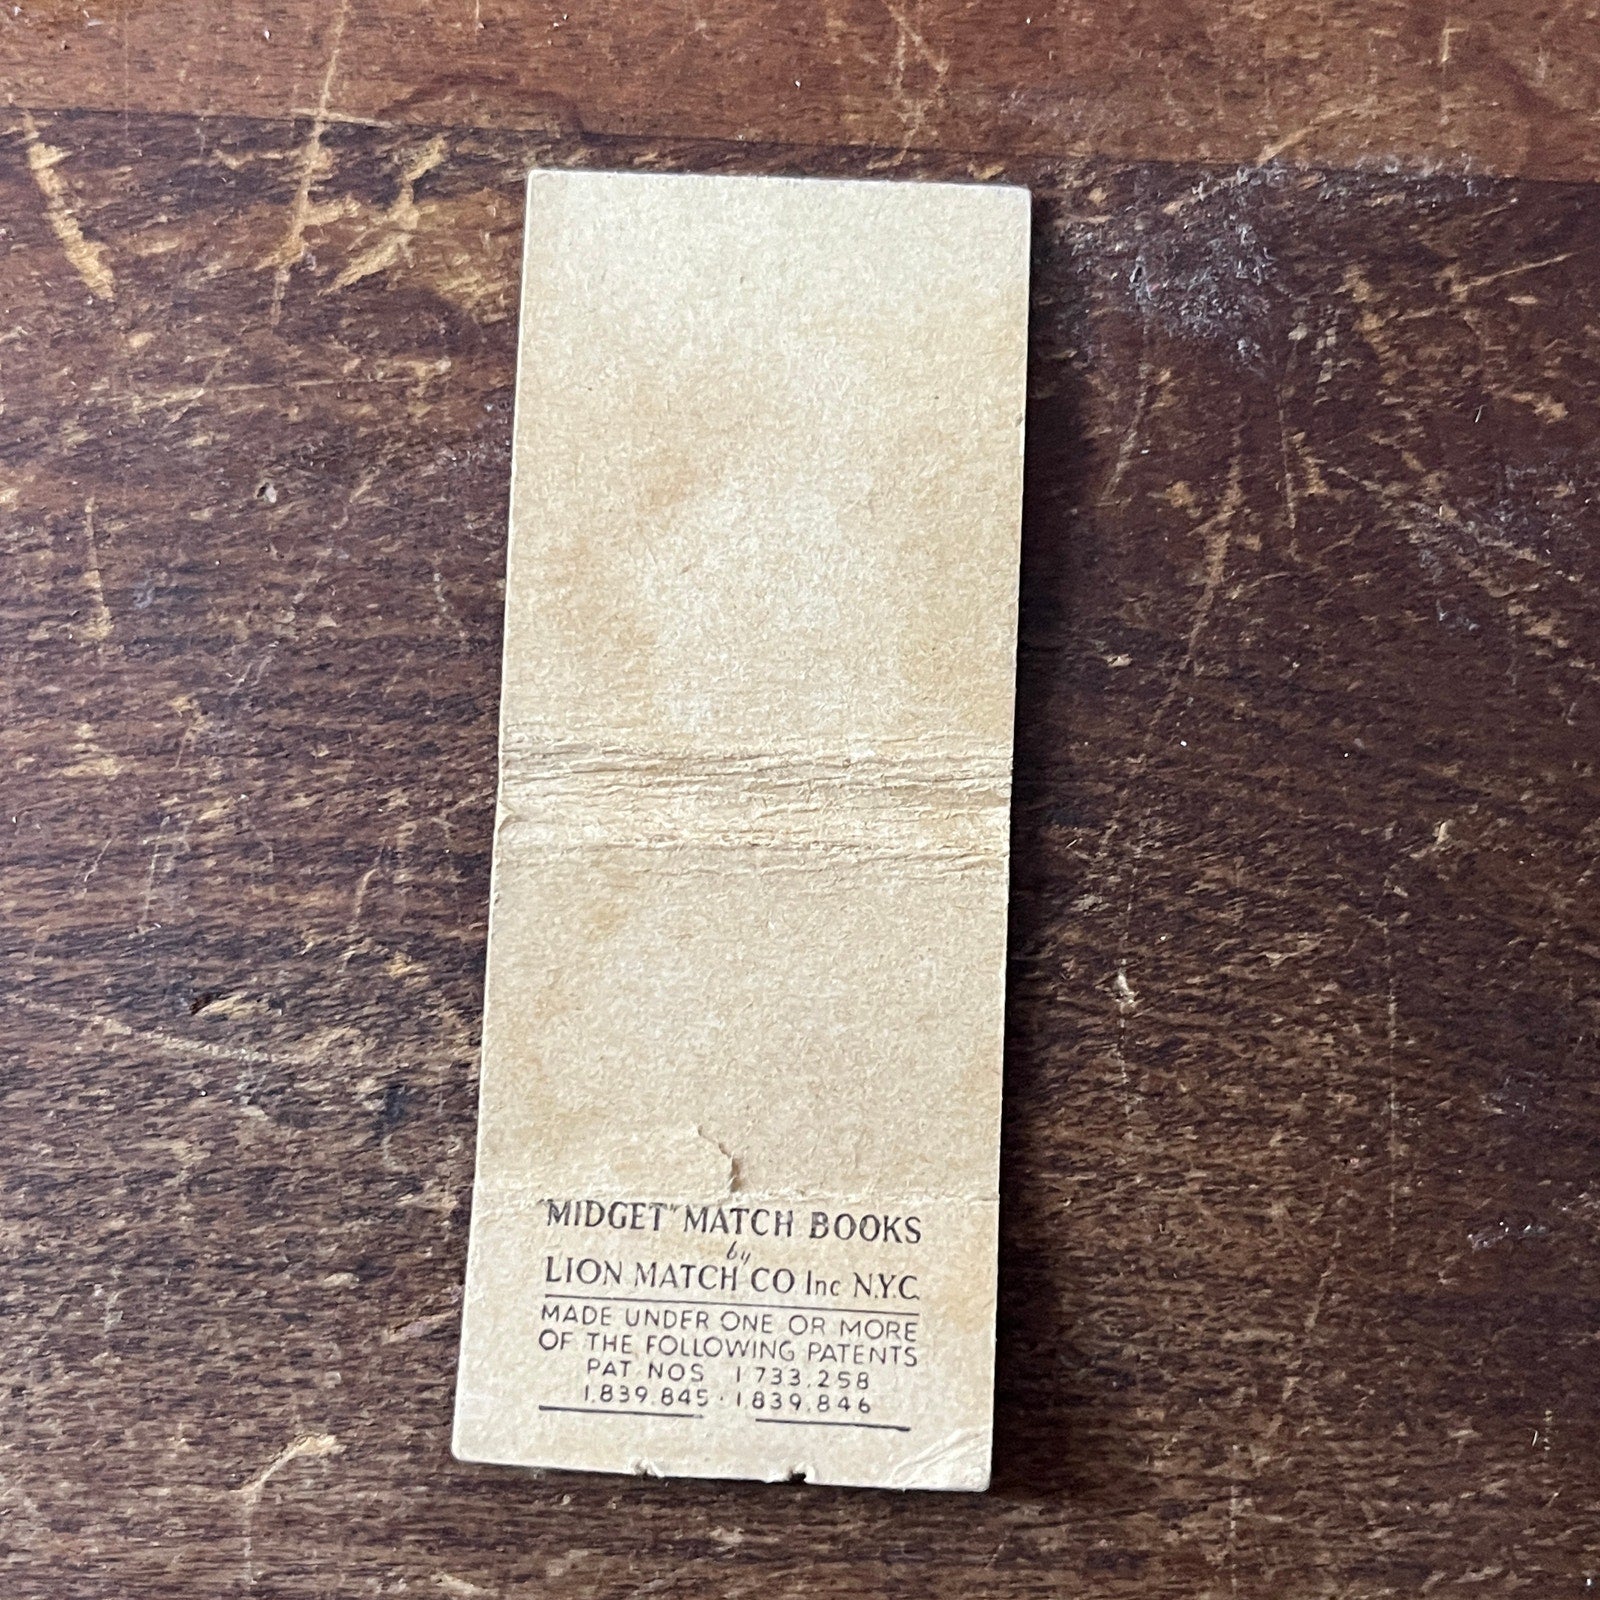 "MIDGET" MATCH BOOKS
by
LION MATCH CO Inc N.Y.C.
MADE UNDER ONE OR MORE
OF THE FOLLOWING PATENTS
PAT NOS 1 733,258
1,839,845 · 1,839,846